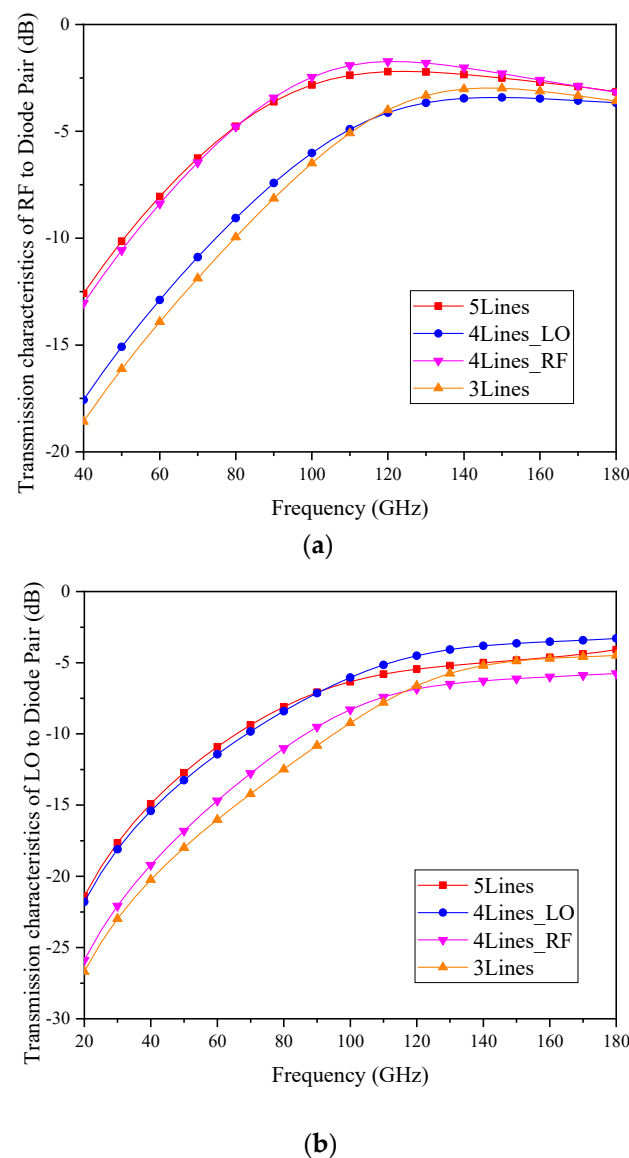 Transmission characteristics of RF to Diode Pair (dB)
0
-5
-10
-15
-20
5Lines
4Lines_LO
4Lines_RF
3Lines
40 60 80 100 120 140 160 180
Frequency (GHz)
(a)
Transmission characteristics of LO to Diode Pair (dB)
0
-5
-10
-15
-20
-25
-30
5Lines
4Lines_LO
4Lines_RF
3Lines
20 40 60 80 100 120 140 160 180
Frequency (GHz)
(b)